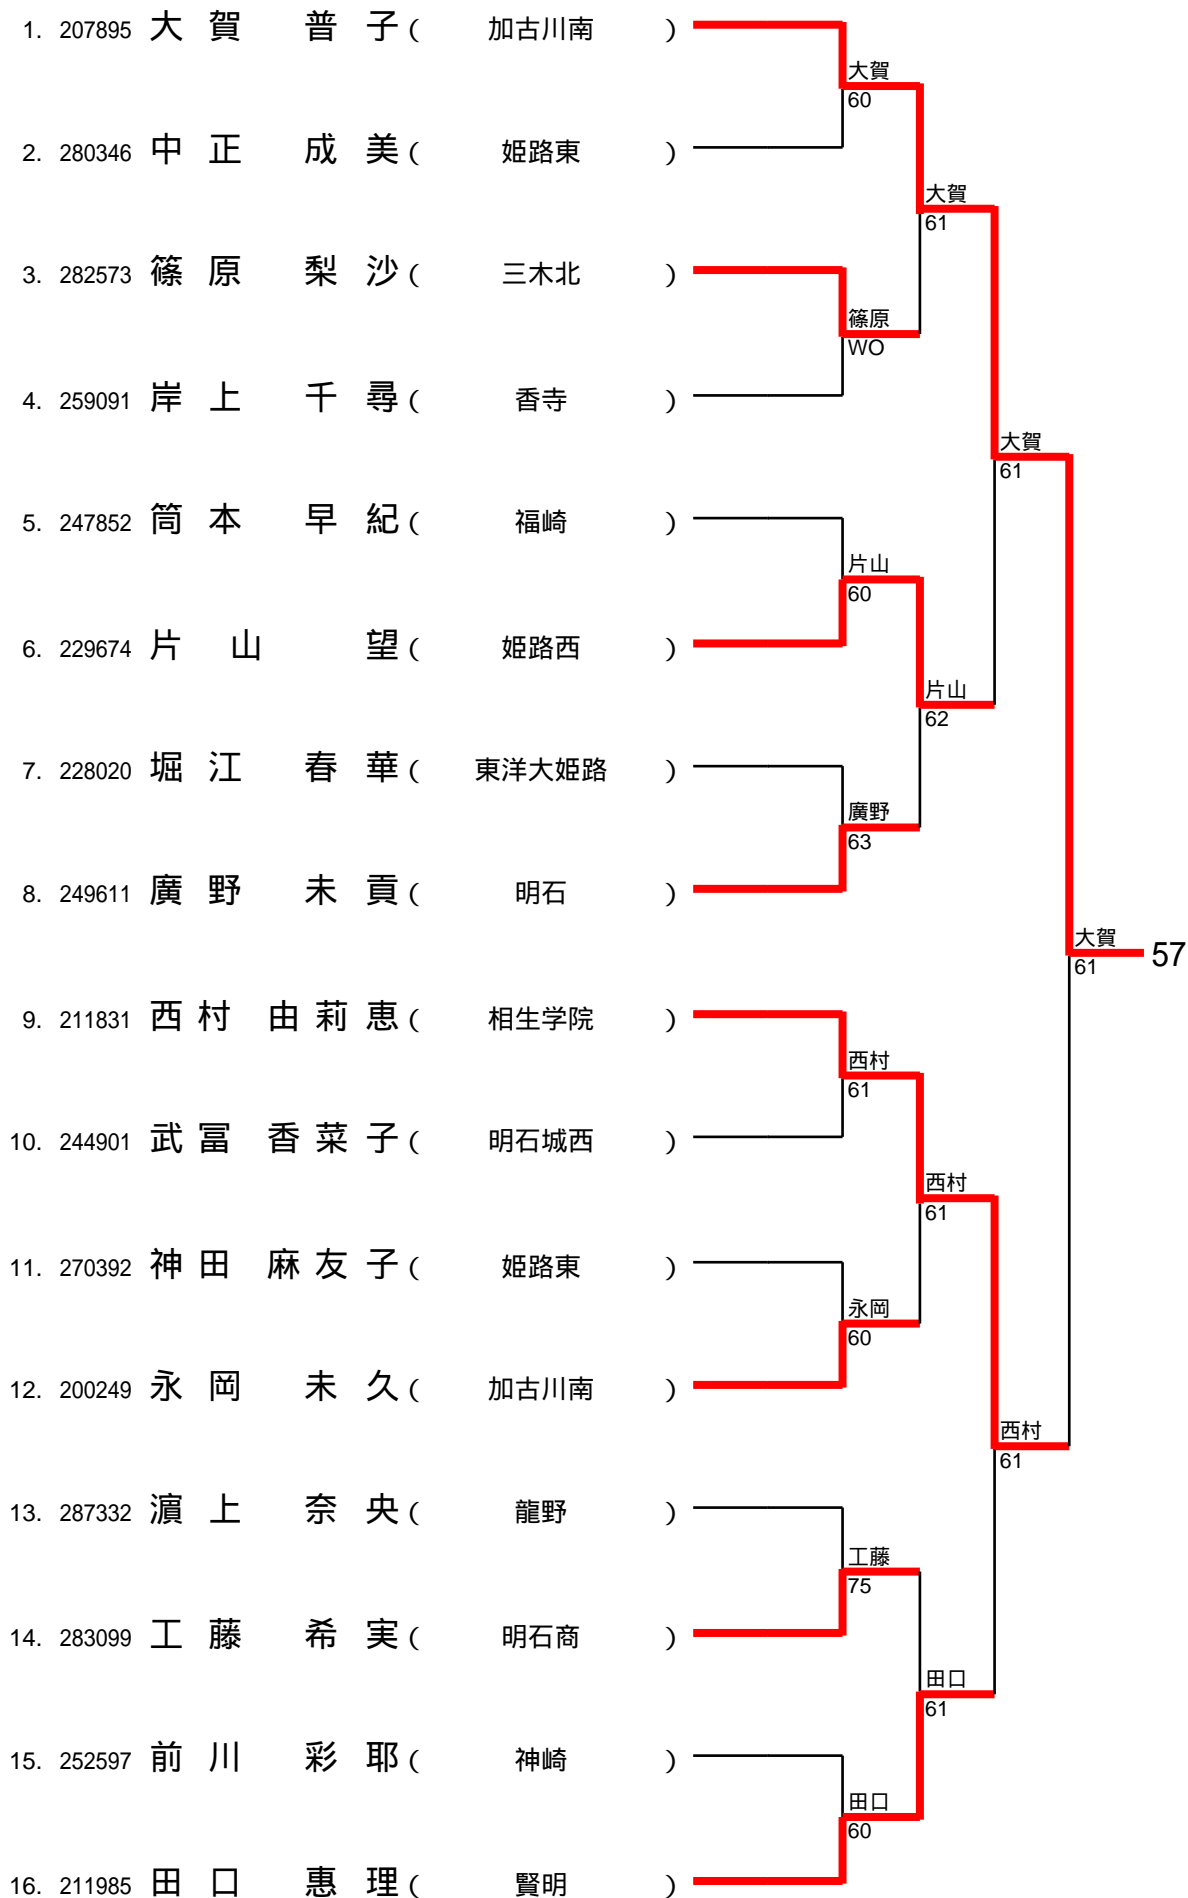 1. 207895 大賀 普子 ( 加古川南 )
大賀
60
2. 280346 中正 成美 ( 姫路東 )
大賀
61
3. 282573 篠原 梨沙 ( 三木北 )
篠原
WO
4. 259091 岸上 千尋 ( 香寺 )
大賀
61
5. 247852 筒本 早紀 ( 福崎 )
片山
60
6. 229674 片山 望 ( 姫路西 )
片山
62
7. 228020 堀江 春華 ( 東洋大姫路 )
廣野
63
8. 249611 廣野 未貢 ( 明石 )
大賀
61
57
9. 211831 西村 由莉恵 ( 相生学院 )
西村
61
10. 244901 武冨 香菜子 ( 明石城西 )
西村
61
11. 270392 神田 麻友子 ( 姫路東 )
永岡
60
12. 200249 永岡 未久 ( 加古川南 )
西村
61
13. 287332 濵上 奈央 ( 龍野 )
工藤
75
14. 283099 工藤 希実 ( 明石商 )
田口
61
15. 252597 前川 彩耶 ( 神崎 )
田口
60
16. 211985 田口 惠理 ( 賢明 )